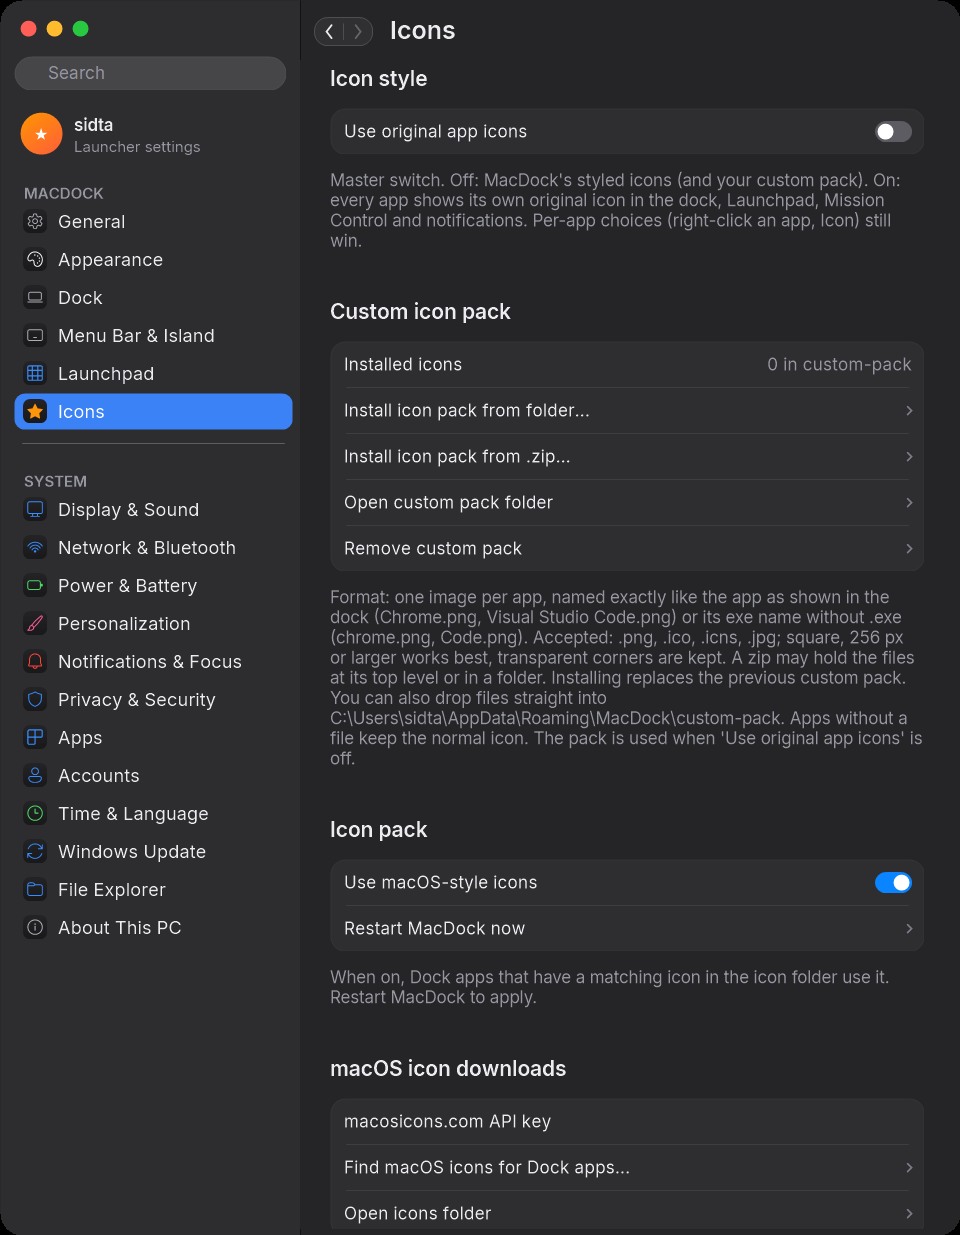 Search
sidta
Launcher settings
MACDOCK
General
Appearance
Dock
Menu Bar & Island
Launchpad
Icons
SYSTEM
Display & Sound
Network & Bluetooth
Power & Battery
Personalization
Notifications & Focus
Privacy & Security
Apps
Accounts
Time & Language
Windows Update
File Explorer
About This PC
Icons
Icon style
Use original app icons
Master switch. Off: MacDock's styled icons (and your custom pack). On:
every app shows its own original icon in the dock, Launchpad, Mission
Control and notifications. Per-app choices (right-click an app, Icon) still
win.
Custom icon pack
Installed icons 0 in custom-pack
Install icon pack from folder...
Install icon pack from .zip...
Open custom pack folder
Remove custom pack
Format: one image per app, named exactly like the app as shown in the
dock (Chrome.png, Visual Studio Code.png) or its exe name without .exe
(chrome.png, Code.png). Accepted: .png, .ico, .icns, .jpg; square, 256 px
or larger works best, transparent corners are kept. A zip may hold the files
at its top level or in a folder. Installing replaces the previous custom pack.
You can also drop files straight into
C:\Users\sidta\AppData\Roaming\MacDock\custom-pack. Apps without a
file keep the normal icon. The pack is used when 'Use original app icons' is
off.
Icon pack
Use macOS-style icons
Restart MacDock now
When on, Dock apps that have a matching icon in the icon folder use it.
Restart MacDock to apply.
macOS icon downloads
macosicons.com API key
Find macOS icons for Dock apps...
Open icons folder